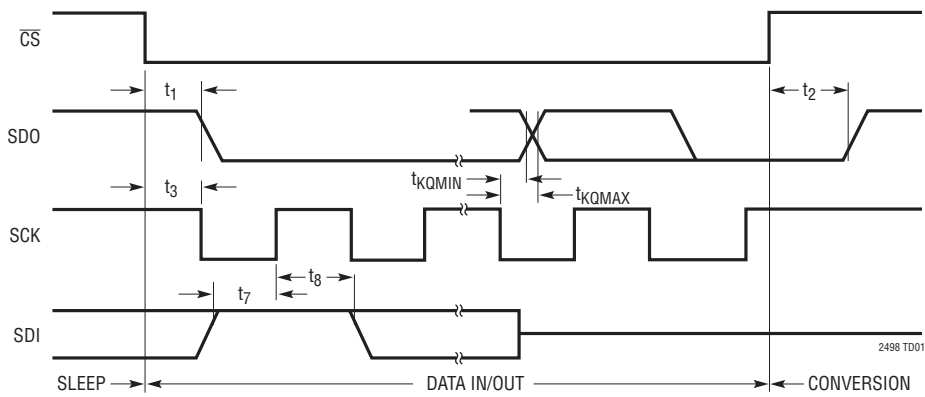 CS
t1
t2
SDO
t3
tKQMIN
tKQMAX
SCK
t8
t7
SDI
2498 TD01
SLEEP DATA IN/OUT CONVERSION